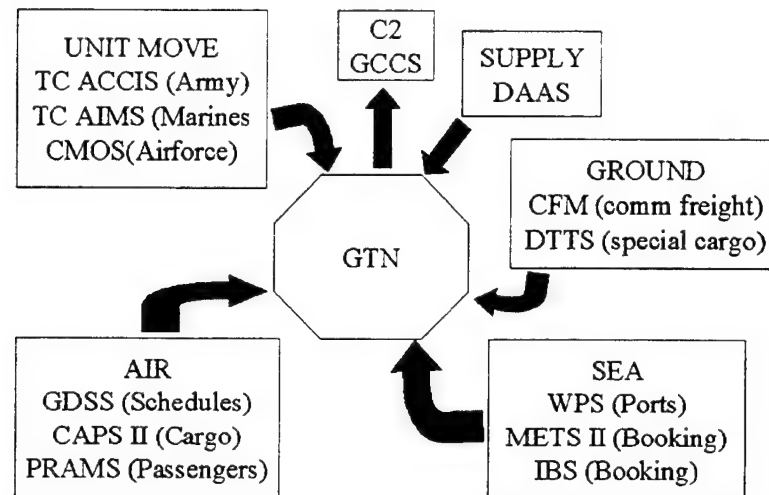 UNIT MOVE
TC ACCIS (Army)
TC AIMS (Marines
CMOS(Airforce)
C2
GCCS
SUPPLY
DAAS
GROUND
CFM (comm freight)
DTTS (special cargo)
GTN
AIR
GDSS (Schedules)
CAPS II (Cargo)
PRAMS (Passengers)
SEA
WPS (Ports)
METS II (Booking)
IBS (Booking)